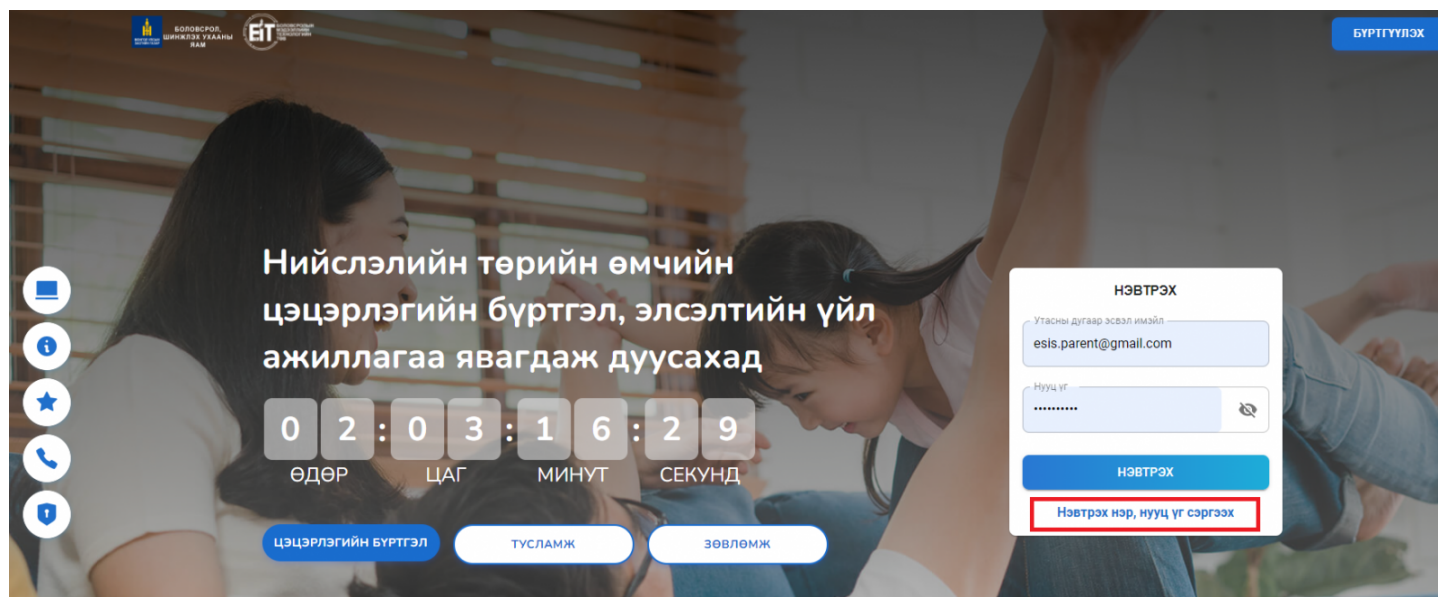 БОЛОВСРОЛ,
ШИНЖЛЭХ УХААНЫ
ЯАМ
EIT
БҮРТГҮҮЛЭХ
Нийслэлийн төрийн өмчийн
цэцэрлэгийн бүртгэл, элсэлтийн үйл
ажиллагаа явагдаж дуусахад
0 2 : 0 3 : 1 6 : 2 9
ӨДӨР ЦАГ МИНУТ СЕКУНД
ЦЭЦЭРЛЭГИЙН БҮРТГЭЛ
ТУСЛАМЖ
ЗӨВЛӨМЖ
НЭВТРЭХ
Утасны дугаар эсвэл имэйл
esis.parent@gmail.com
Нууц үг
••••••••••
НЭВТРЭХ
Нэвтрэх нэр, нууц үг сэргээх